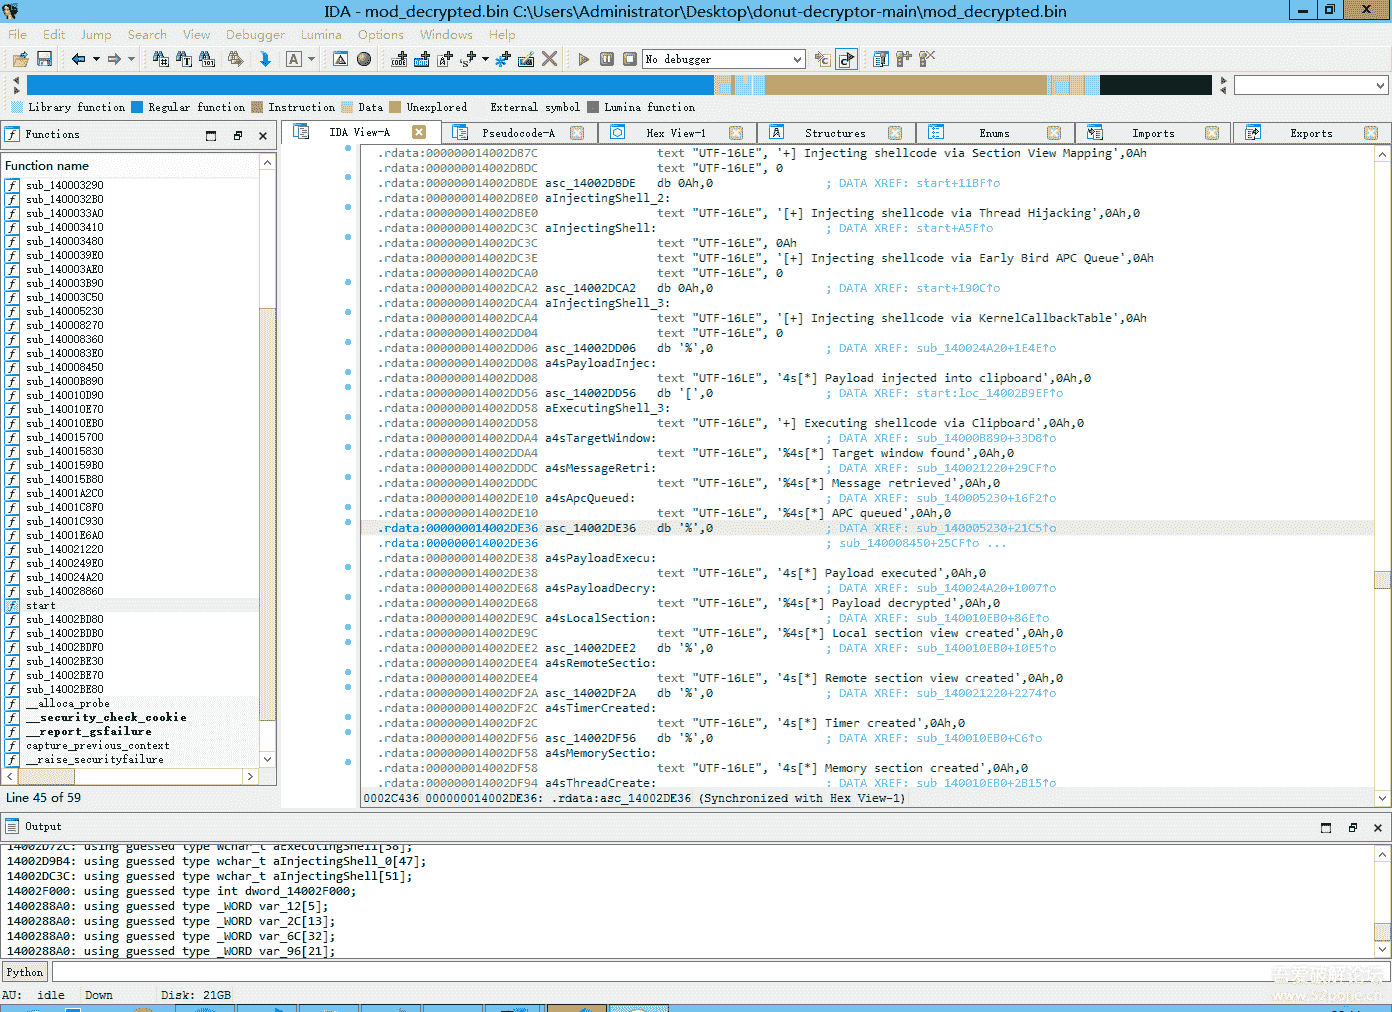 IDA - mod_decrypted.bin C:\Users\Administrator\Desktop\donut-decryptor-main\mod_decrypted.bin
File Edit Jump Search View Debugger Lumina Options Windows Help
No debugger
Library function Regular function Instruction Data Unexplored External symbol Lumina function
Functions
IDA View-A Pseudocode-A Hex View-1 Structures Enums Imports Exports
Function name
sub_140003290
sub_1400032B0
sub_1400033A0
sub_140003410
sub_140003480
sub_1400039E0
sub_140003AE0
sub_140003B90
sub_140003C50
sub_140005230
sub_140008270
sub_140008360
sub_1400083E0
sub_140008450
sub_14000B890
sub_140010D90
sub_140010E70
sub_140010EB0
sub_140015700
sub_140015830
sub_1400159B0
sub_140015B80
sub_14001A2C0
sub_14001C8F0
sub_14001C930
sub_14001E6A0
sub_140021220
sub_1400249E0
sub_140024A20
sub_140028860
start
sub_14002BD80
sub_14002BDB0
sub_14002BDF0
sub_14002BE30
sub_14002BE70
sub_14002BE80
__alloca_probe
__security_check_cookie
__report_gsfailure
capture_previous_context
__raise_securityfailure
Line 45 of 59
.rdata:000000014002DB7C text "UTF-16LE", '+] Injecting shellcode via Section View Mapping',0Ah
.rdata:000000014002DBDC text "UTF-16LE", 0
.rdata:000000014002DBDE asc_14002DBDE db 0Ah,0 ; DATA XREF: start+11BF↑o
.rdata:000000014002DBE0 aInjectingShell_2:
.rdata:000000014002DBE0 text "UTF-16LE", '[+] Injecting shellcode via Thread Hijacking',0Ah,0
.rdata:000000014002DC3C aInjectingShell: ; DATA XREF: start+A5F↑o
.rdata:000000014002DC3C text "UTF-16LE", 0Ah
.rdata:000000014002DC3E text "UTF-16LE", '[+] Injecting shellcode via Early Bird APC Queue',0Ah
.rdata:000000014002DCA0 text "UTF-16LE", 0
.rdata:000000014002DCA2 asc_14002DCA2 db 0Ah,0 ; DATA XREF: start+190C↑o
.rdata:000000014002DCA4 aInjectingShell_3:
.rdata:000000014002DCA4 text "UTF-16LE", '[+] Injecting shellcode via KernelCallbackTable',0Ah
.rdata:000000014002DD04 text "UTF-16LE", 0
.rdata:000000014002DD06 asc_14002DD06 db '%',0 ; DATA XREF: sub_140024A20+1E4E↑o
.rdata:000000014002DD08 a4sPayloadInjec:
.rdata:000000014002DD08 text "UTF-16LE", '4s[*] Payload injected into clipboard',0Ah,0
.rdata:000000014002DD56 asc_14002DD56 db '[',0 ; DATA XREF: start:loc_14002B9EF↑o
.rdata:000000014002DD58 aExecutingShell_3:
.rdata:000000014002DD58 text "UTF-16LE", '+] Executing shellcode via Clipboard',0Ah,0
.rdata:000000014002DDA4 a4sTargetWindow: ; DATA XREF: sub_14000B890+33D8↑o
.rdata:000000014002DDA4 text "UTF-16LE", '%4s[*] Target window found',0Ah,0
.rdata:000000014002DDDC a4sMessageRetri: ; DATA XREF: sub_140021220+29CF↑o
.rdata:000000014002DDDC text "UTF-16LE", '%4s[*] Message retrieved',0Ah,0
.rdata:000000014002DE10 a4sApcQueued: ; DATA XREF: sub_140005230+16F2↑o
.rdata:000000014002DE10 text "UTF-16LE", '%4s[*] APC queued',0Ah,0
.rdata:000000014002DE36 asc_14002DE36 db '%',0 ; DATA XREF: sub_140005230+21C5↑o
.rdata:000000014002DE36 ; sub_140008450+25CF↑o ...
.rdata:000000014002DE38 a4sPayloadExecu:
.rdata:000000014002DE38 text "UTF-16LE", '4s[*] Payload executed',0Ah,0
.rdata:000000014002DE68 a4sPayloadDecry: ; DATA XREF: sub_140024A20+1007↑o
.rdata:000000014002DE68 text "UTF-16LE", '%4s[*] Payload decrypted',0Ah,0
.rdata:000000014002DE9C a4sLocalSection: ; DATA XREF: sub_140010EB0+86E↑o
.rdata:000000014002DE9C text "UTF-16LE", '%4s[*] Local section view created',0Ah,0
.rdata:000000014002DEE2 asc_14002DEE2 db '%',0 ; DATA XREF: sub_140010EB0+10E5↑o
.rdata:000000014002DEE4 a4sRemoteSectio:
.rdata:000000014002DEE4 text "UTF-16LE", '4s[*] Remote section view created',0Ah,0
.rdata:000000014002DF2A asc_14002DF2A db '%',0 ; DATA XREF: sub_140021220+2274↑o
.rdata:000000014002DF2C a4sTimerCreated:
.rdata:000000014002DF2C text "UTF-16LE", '4s[*] Timer created',0Ah,0
.rdata:000000014002DF56 asc_14002DF56 db '%',0 ; DATA XREF: sub_140010EB0+C6↑o
.rdata:000000014002DF58 a4sMemorySectio:
.rdata:000000014002DF58 text "UTF-16LE", '4s[*] Memory section created',0Ah,0
.rdata:000000014002DF94 a4sThreadCreate: ; DATA XREF: sub_140010EB0+2B15↑o
0002C436 000000014002DE36: .rdata:asc_14002DE36 (Synchronized with Hex View-1)
Output
14002D72C: using guessed type wchar_t aExecutingShell[38];
14002D9B4: using guessed type wchar_t aInjectingShell_0[47];
14002DC3C: using guessed type wchar_t aInjectingShell[51];
14002F000: using guessed type int dword_14002F000;
1400288A0: using guessed type _WORD var_12[5];
1400288A0: using guessed type _WORD var_2C[13];
1400288A0: using guessed type _WORD var_6C[32];
1400288A0: using guessed type _WORD var_96[21];
Python
AU: idle Down Disk: 21GB
吾爱破解论坛
www.52pojie.cn